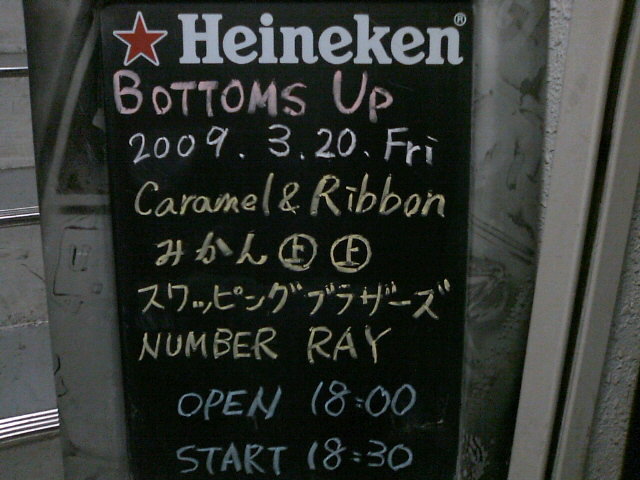 Heineken®
BOTTOMS UP
2009.3.20.Fri
Caramel & Ribbon
みかん㊤㊤
スワッピングブラザーズ
NUMBER RAY
OPEN 18:00
START 18:30